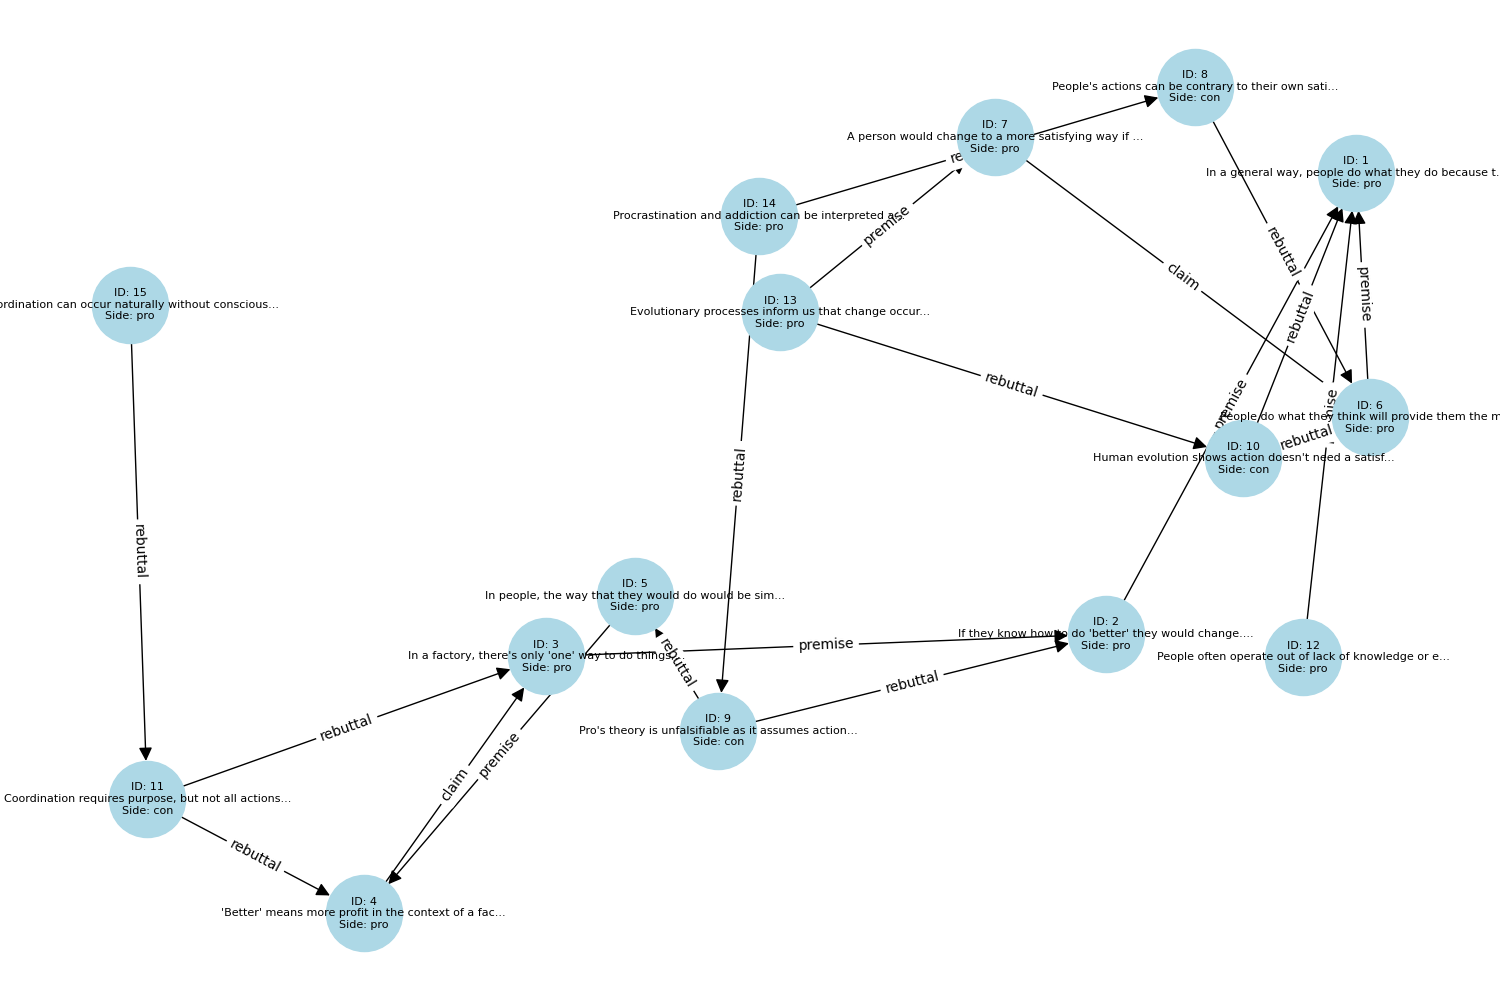 ID: 8
People's actions can be contrary to their own sati...
Side: con
ID: 7
A person would change to a more satisfying way if ...
Side: pro
ID: 1
In a general way, people do what they do because t.
Side: pro
ID: 14
Procrastination and addiction can be interpreted a...
Side: pro
re
premise
rebuttal
claim
premise
rebuttal
ID: 15
ordination can occur naturally without conscious...
Side: pro
ID: 13
Evolutionary processes inform us that change occur...
Side: pro
rebuttal
premise
ID: 6
People do what they think will provide them the m
Side: pro
rebuttal
ID: 10
Human evolution shows action doesn't need a satisf...
Side: con
rebuttal
rebuttal
ID: 5
In people, the way that they would do would be sim...
Side: pro
ID: 3
In a factory, there's only 'one' way to do things.
Side: pro
rebuttal
premise
ID: 2
If they know how to do 'better' they would change....
Side: pro
ID: 12
People often operate out of lack of knowledge or e...
Side: pro
rebuttal
rebuttal
ID: 9
Pro's theory is unfalsifiable as it assumes action...
Side: con
claim
premise
ID: 11
Coordination requires purpose, but not all actions...
Side: con
rebuttal
ID: 4
'Better' means more profit in the context of a fac...
Side: pro